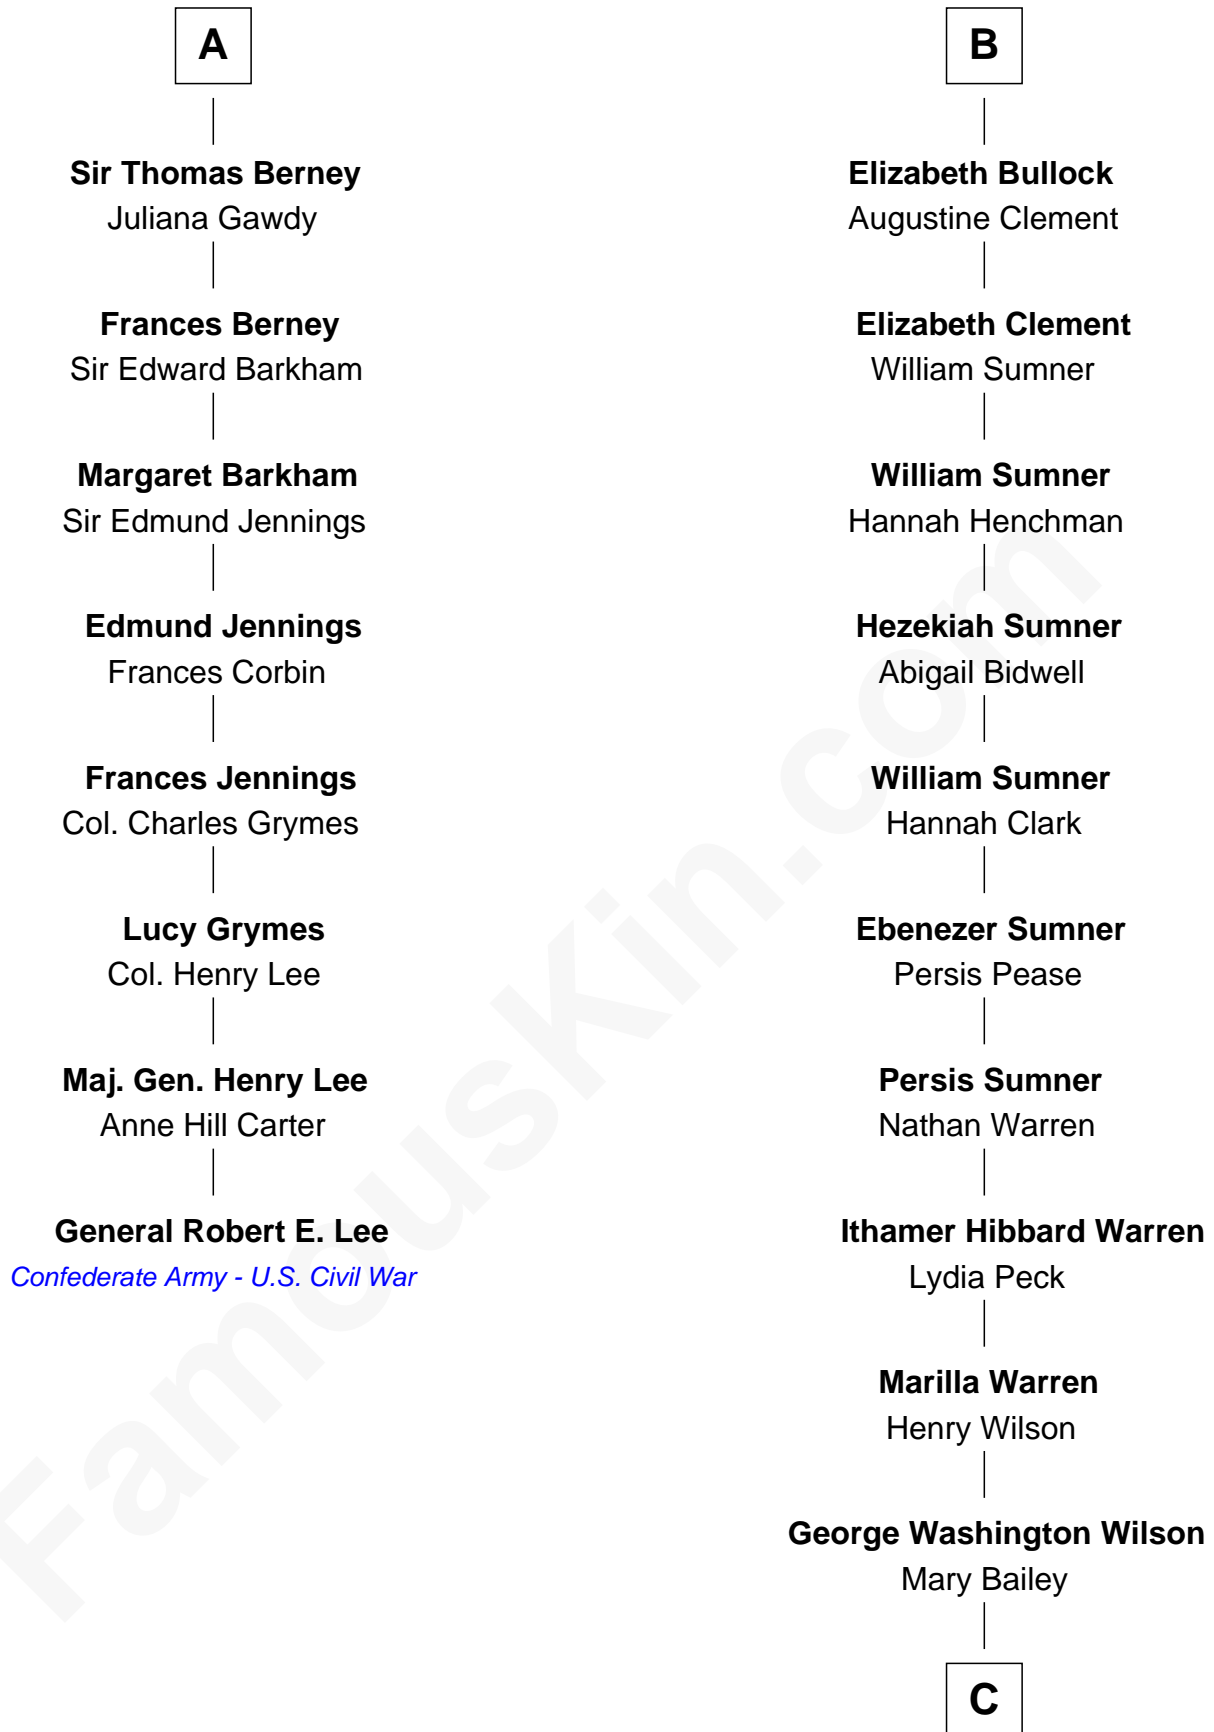 A
Sir Thomas Berney
Juliana Gawdy
Frances Berney
Sir Edward Barkham
Margaret Barkham
Sir Edmund Jennings
Edmund Jennings
Frances Corbin
Frances Jennings
Col. Charles Grymes
Lucy Grymes
Col. Henry Lee
Maj. Gen. Henry Lee
Anne Hill Carter
General Robert E. Lee
Confederate Army - U.S. Civil War
B
Elizabeth Bullock
Augustine Clement
Elizabeth Clement
William Sumner
William Sumner
Hannah Henchman
Hezekiah Sumner
Abigail Bidwell
William Sumner
Hannah Clark
Ebenezer Sumner
Persis Pease
Persis Sumner
Nathan Warren
Ithamer Hibbard Warren
Lydia Peck
Marilla Warren
Henry Wilson
George Washington Wilson
Mary Bailey
C
FamousKin.com